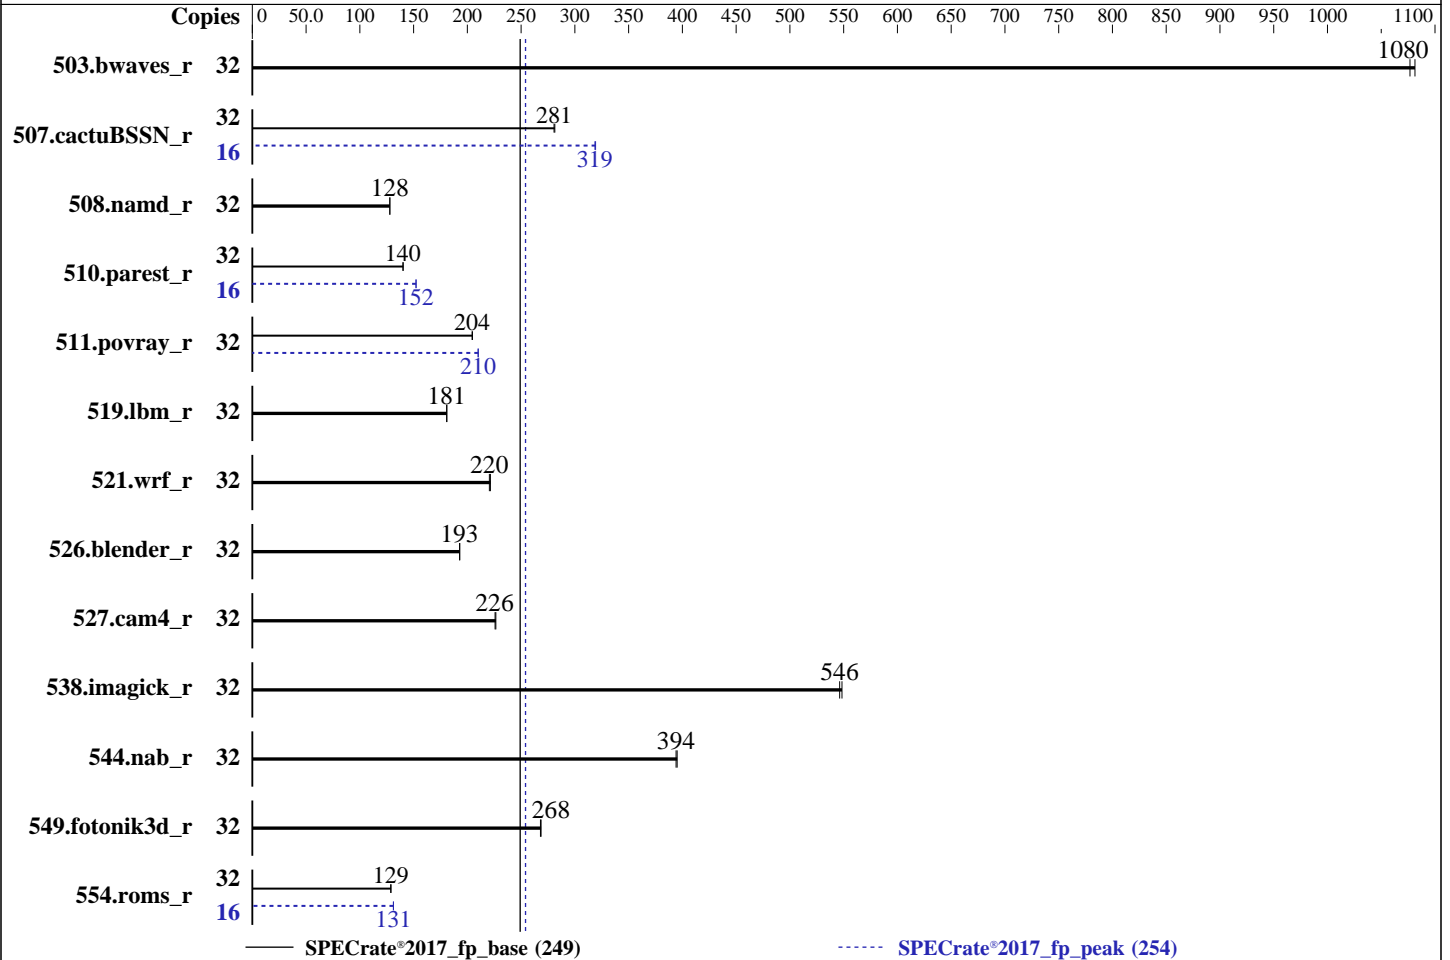 Copies 0 50.0 100 150 200 250 300 350 400 450 500 550 600 650 700 750 800 850 900 950 1000 1100
503.bwaves_r 32 1080
507.cactuBSSN_r 32 281
16 319
508.namd_r 32 128
510.parest_r 32 140
16 152
511.povray_r 32 204
210
519.lbm_r 32 181
521.wrf_r 32 220
526.blender_r 32 193
527.cam4_r 32 226
538.imagick_r 32 546
544.nab_r 32 394
549.fotonik3d_r 32 268
554.roms_r 32 129
16 131
SPECrate®2017_fp_base (249) SPECrate®2017_fp_peak (254)